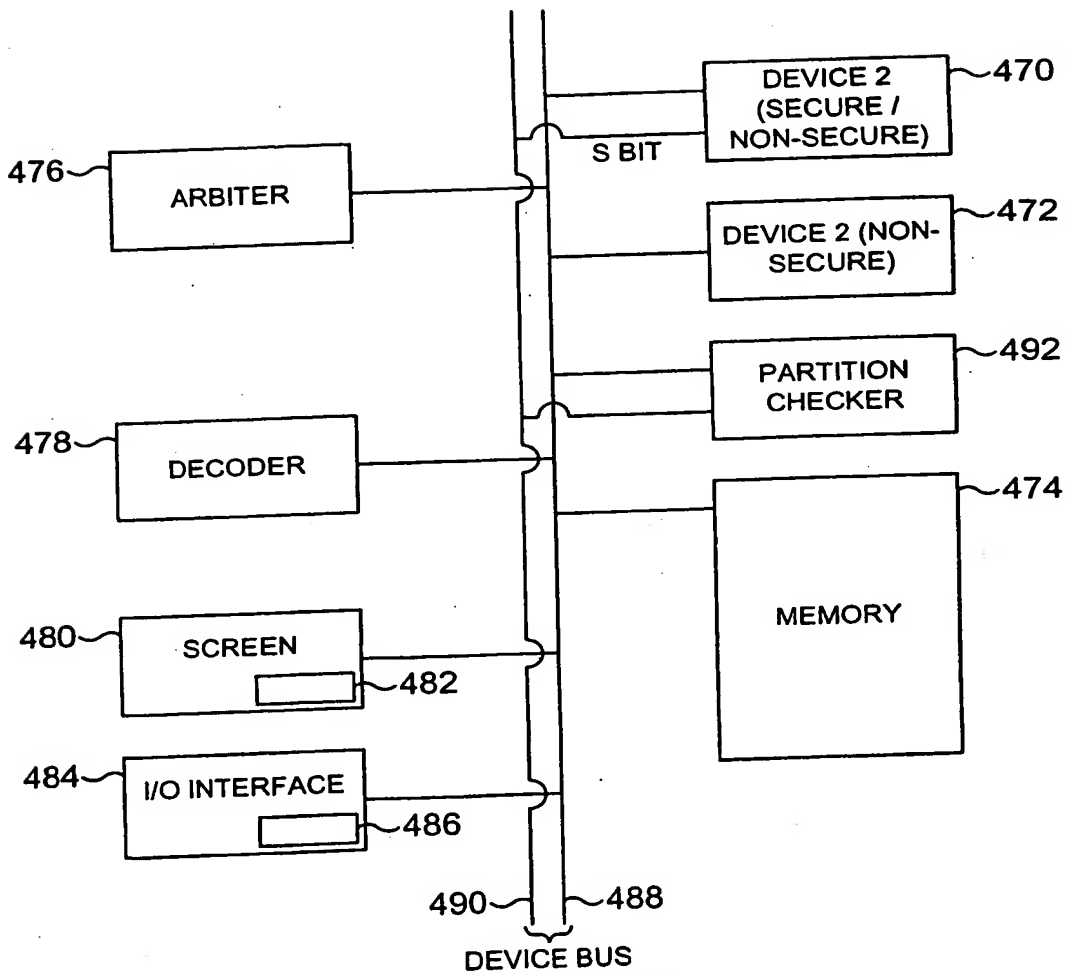 DEVICE 2
(SECURE /
NON-SECURE)
470
S BIT
476
ARBITER
472
DEVICE 2 (NON-
SECURE)
492
PARTITION
CHECKER
478
DECODER
474
MEMORY
480
SCREEN
482
484
I/O INTERFACE
486
490
488
DEVICE BUS